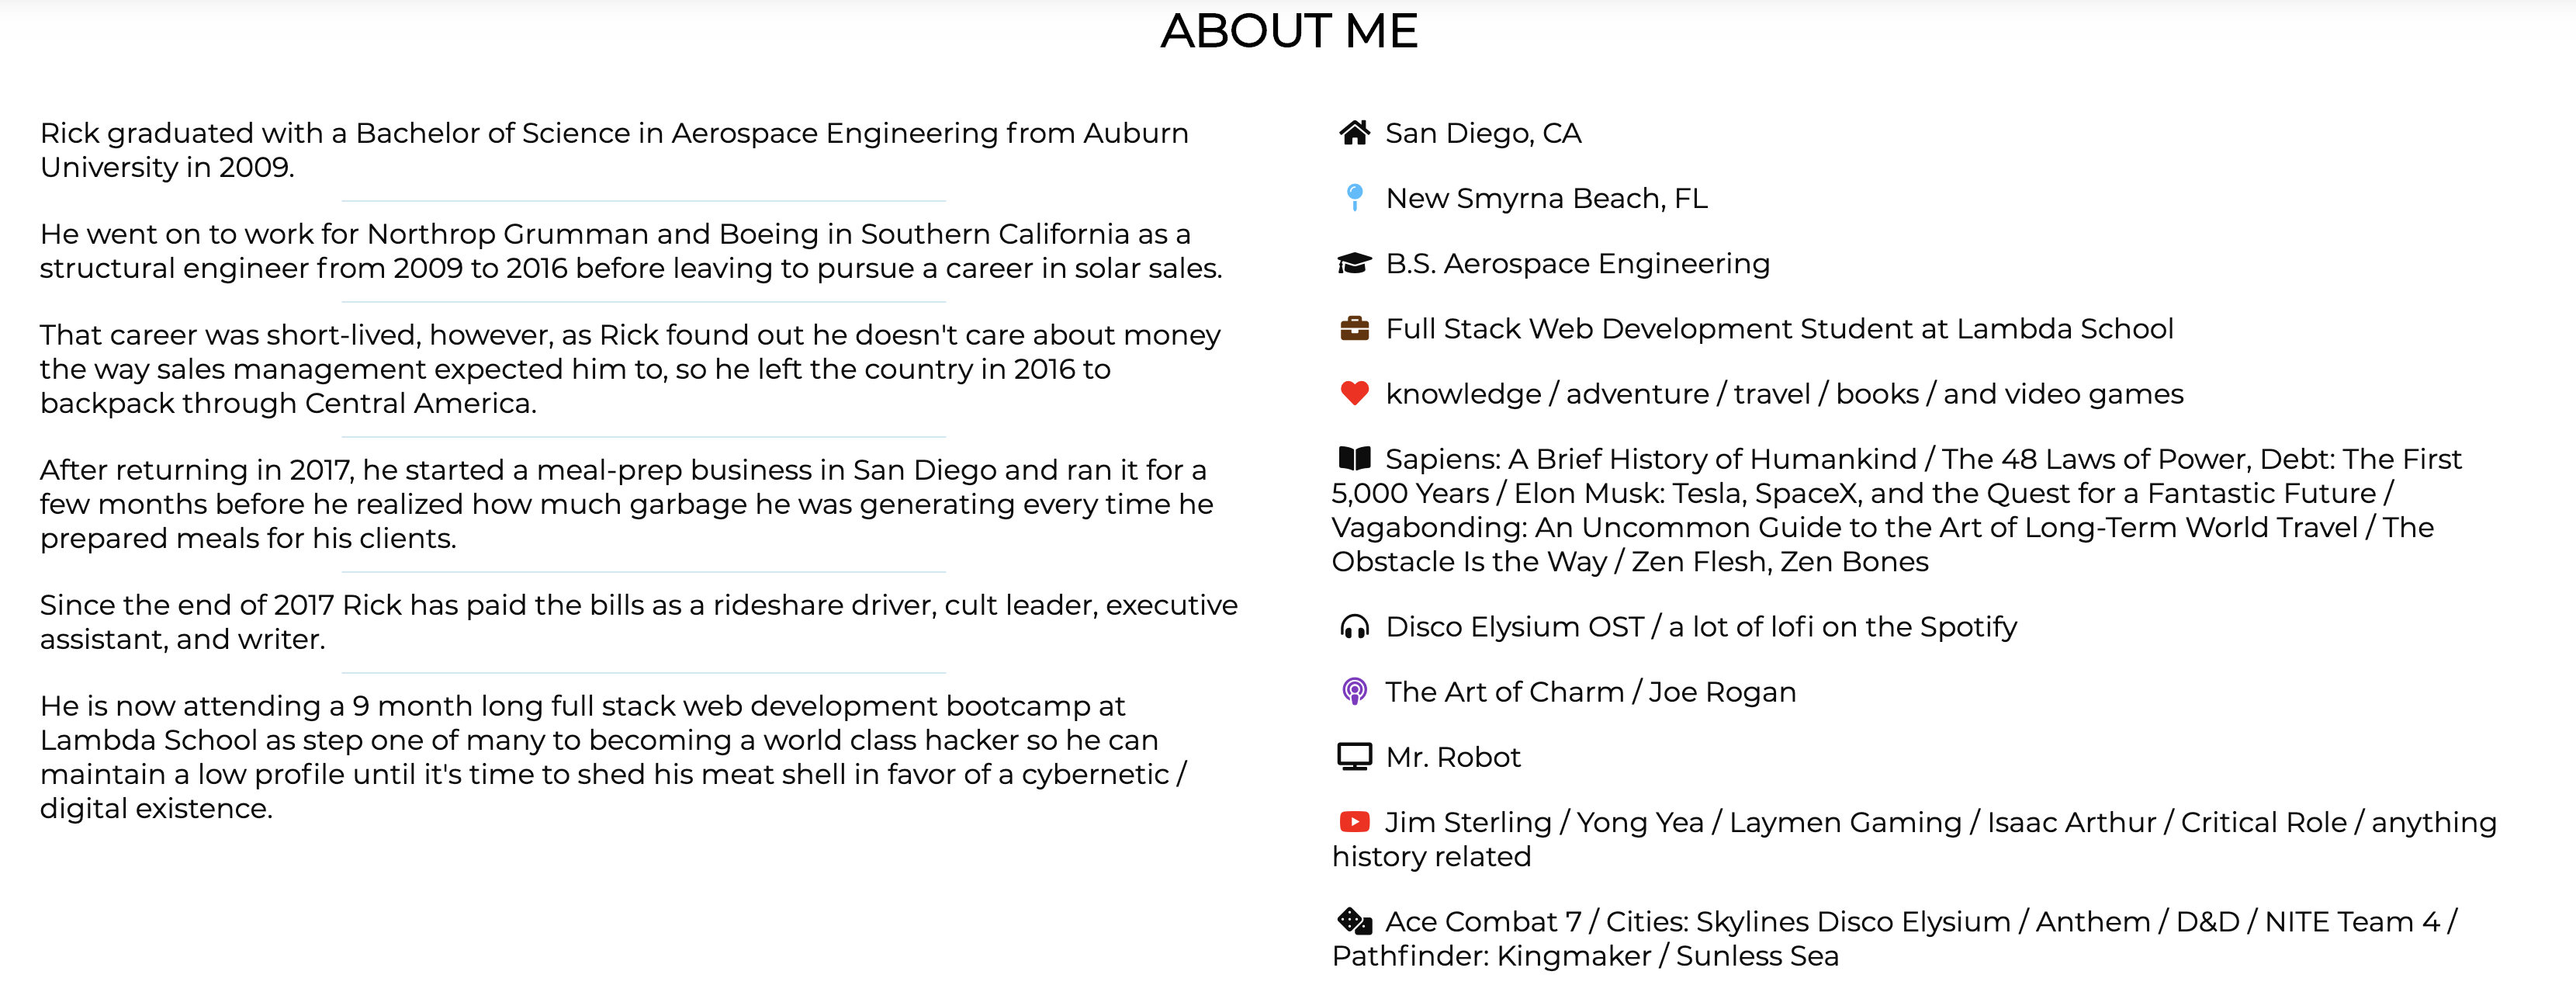 ABOUT ME
Rick graduated with a Bachelor of Science in Aerospace Engineering from Auburn
University in 2009.
He went on to work for Northrop Grumman and Boeing in Southern California as a
structural engineer from 2009 to 2016 before leaving to pursue a career in solar sales.
That career was short-lived, however, as Rick found out he doesn't care about money
the way sales management expected him to, so he left the country in 2016 to
backpack through Central America.
After returning in 2017, he started a meal-prep business in San Diego and ran it for a
few months before he realized how much garbage he was generating every time he
prepared meals for his clients.
Since the end of 2017 Rick has paid the bills as a rideshare driver, cult leader, executive
assistant, and writer.
He is now attending a 9 month long full stack web development bootcamp at
Lambda School as step one of many to becoming a world class hacker so he can
maintain a low profile until it's time to shed his meat shell in favor of a cybernetic /
digital existence.
San Diego, CA
New Smyrna Beach, FL
B.S. Aerospace Engineering
Full Stack Web Development Student at Lambda School
knowledge / adventure / travel / books / and video games
Sapiens: A Brief History of Humankind / The 48 Laws of Power, Debt: The First
5,000 Years / Elon Musk: Tesla, SpaceX, and the Quest for a Fantastic Future /
Vagabonding: An Uncommon Guide to the Art of Long-Term World Travel / The
Obstacle Is the Way / Zen Flesh, Zen Bones
Disco Elysium OST / a lot of lofi on the Spotify
The Art of Charm / Joe Rogan
Mr. Robot
Jim Sterling / Yong Yea / Laymen Gaming / Isaac Arthur / Critical Role / anything
history related
Ace Combat 7 / Cities: Skylines Disco Elysium / Anthem / D&D / NITE Team 4 /
Pathfinder: Kingmaker / Sunless Sea